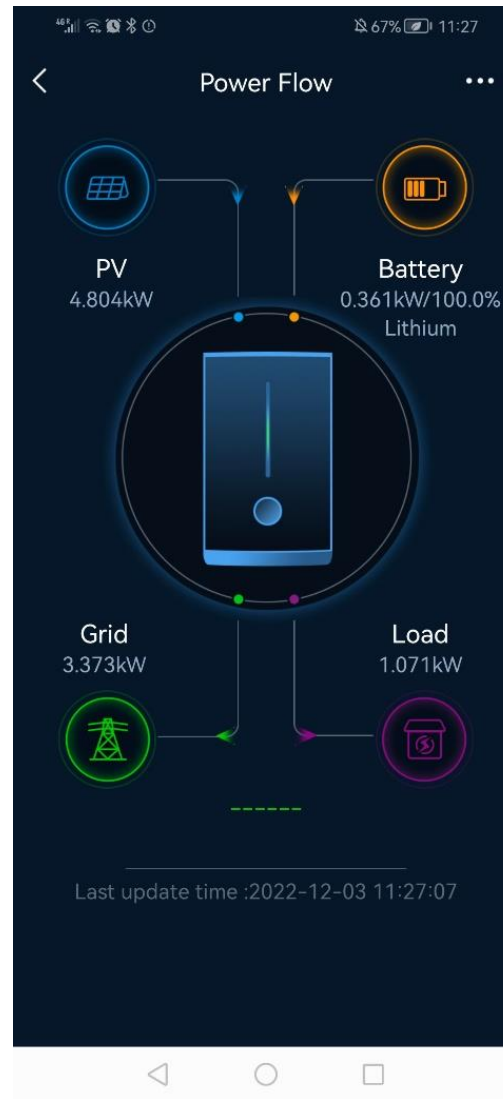 67% 11:27
Power Flow
PV
4.804kW
Battery
0.361kW/100.0%
Lithium
Grid
3.373kW
Load
1.071kW
------
Last update time :2022-12-03 11:27:07